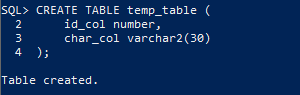 SQL> CREATE TABLE temp_table (
  2      id_col number,
  3      char_col varchar2(30)
  4  );
Table created.